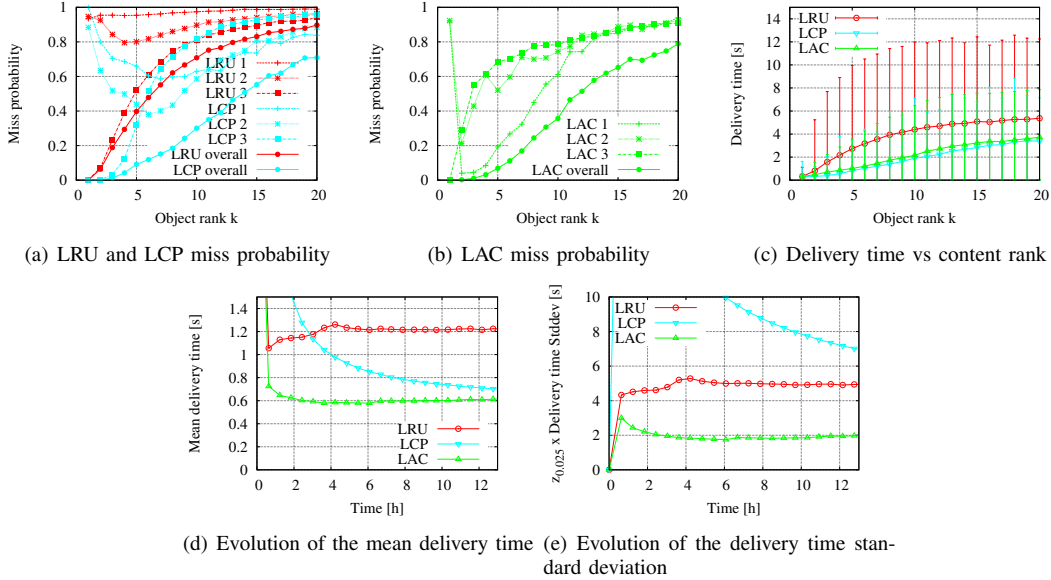 Miss probability
1
0.8
0.6
0.4
0.2
0
0 5 10 15 20
Object rank k
LRU 1
LRU 2
LRU 3
LCP 1
LCP 2
LCP 3
LRU overall
LCP overall
(a) LRU and LCP miss probability
Miss probability
1
0.8
0.6
0.4
0.2
0
0 5 10 15 20
Object rank k
LAC 1
LAC 2
LAC 3
LAC overall
(b) LAC miss probability
Delivery time [s]
15
14
12
10
8
6
4
2
0
0 5 10 15 20
Object rank k
LRU
LCP
LAC
(c) Delivery time vs content rank
Mean delivery time [s]
1.4
1.2
1
0.8
0.6
0.4
0.2
0
0 2 4 6 8 10 12
Time [h]
LRU
LCP
LAC
(d) Evolution of the mean delivery time
z0.025 x Delivery time Stddev [s]
10
8
6
4
2
0
0 2 4 6 8 10 12
Time [h]
LRU
LCP
LAC
(e) Evolution of the delivery time stan-
dard deviation